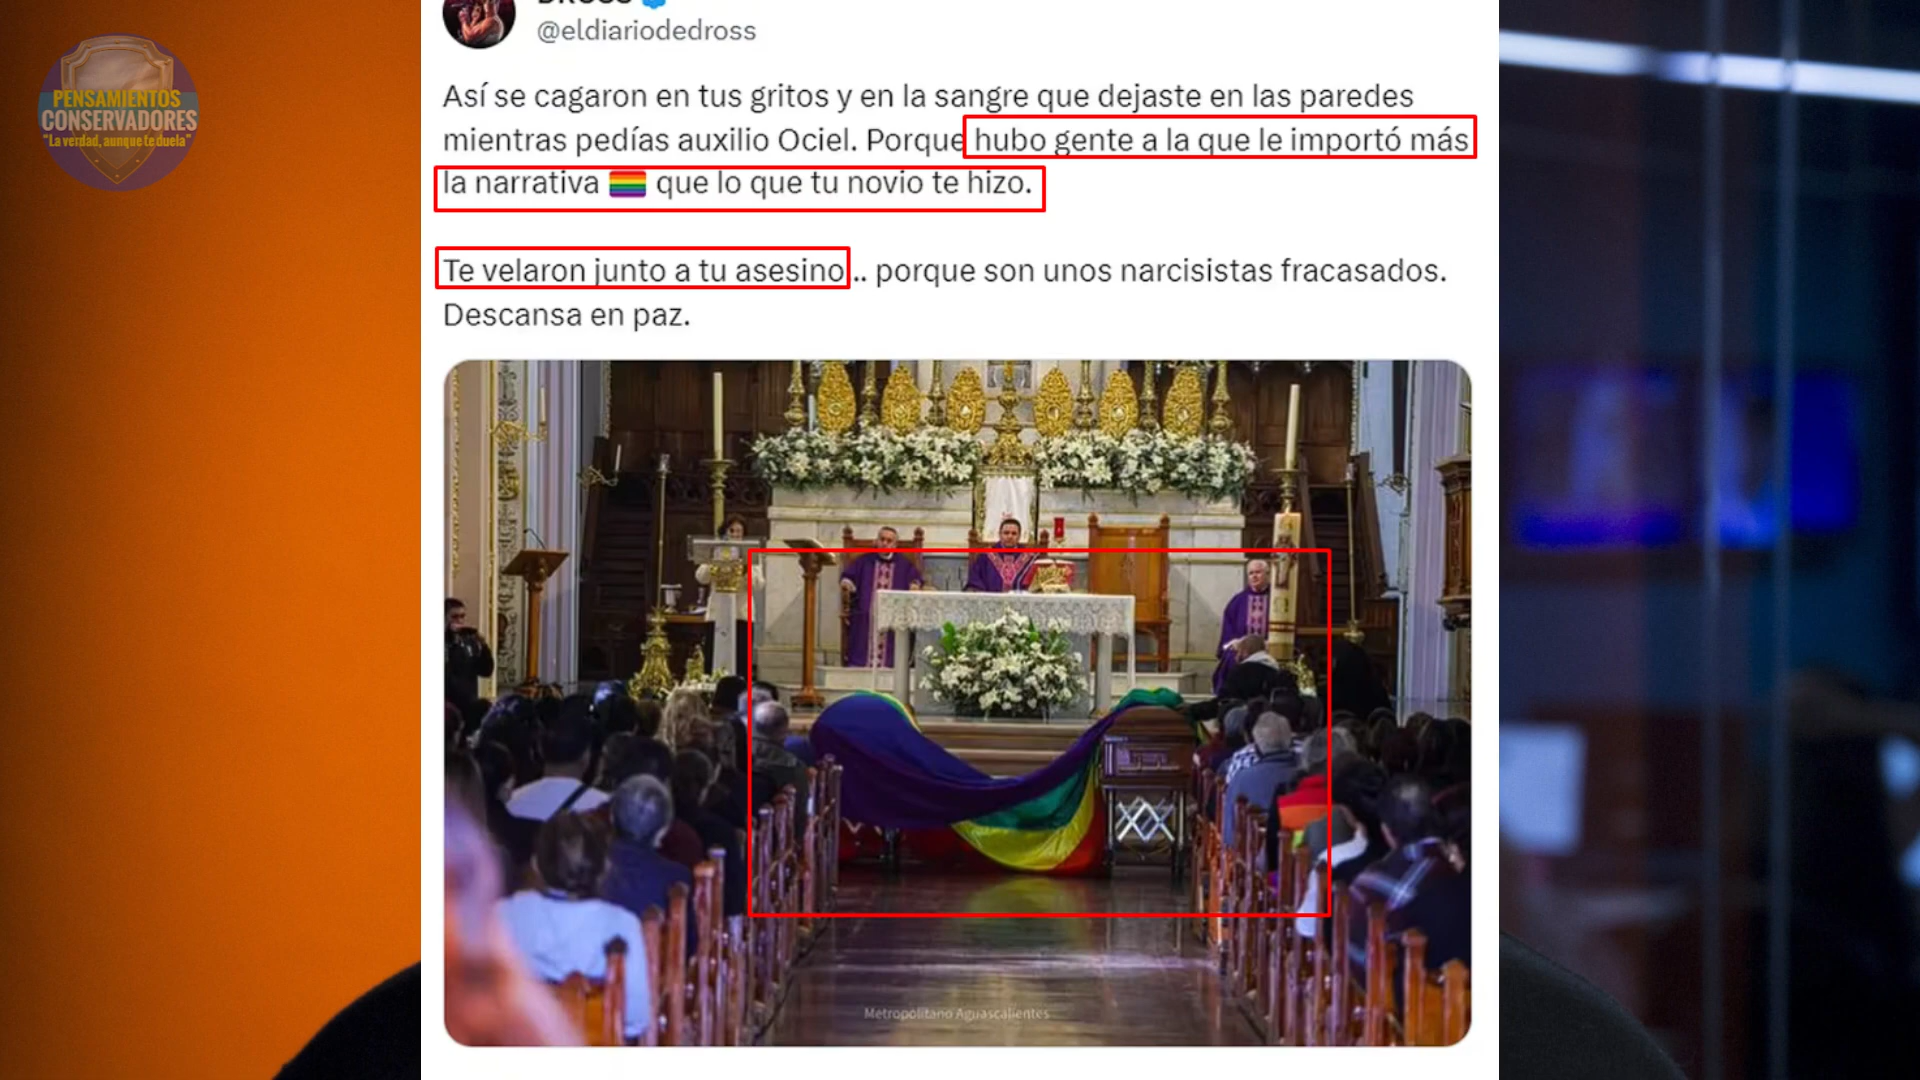 DROSS
@eldiariodedross
PENSAMIENTOS
CONSERVADORES
"La verdad, aunque te duela"
Así se cagaron en tus gritos y en la sangre que dejaste en las paredes
mientras pedías auxilio Ociel. Porque hubo gente a la que le importó más
la narrativa 🏳️‍🌈 que lo que tu novio te hizo.
Te velaron junto a tu asesino... porque son unos narcisistas fracasados.
Descansa en paz.
Metropolitano Aguascalientes